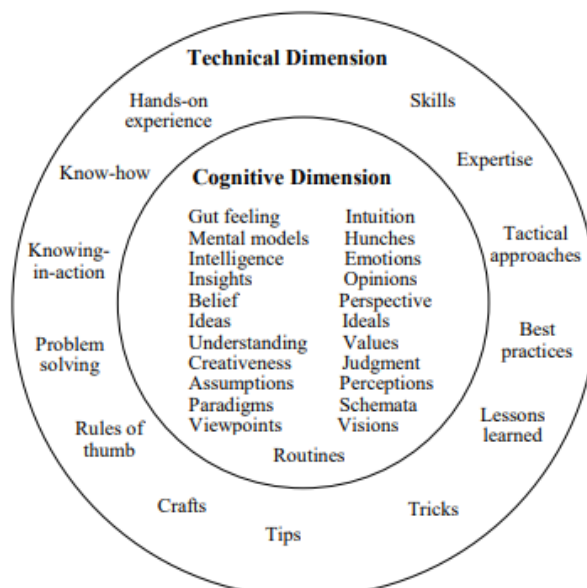 Technical Dimension
Hands-on
experience
Skills
Know-how
Expertise
Knowing-
in-action
Tactical
approaches
Problem
solving
Best
practices
Rules of
thumb
Lessons
learned
Crafts
Tips
Tricks
Cognitive Dimension
Gut feeling
Intuition
Mental models
Hunches
Intelligence
Emotions
Insights
Opinions
Belief
Perspective
Ideas
Ideals
Understanding
Values
Creativeness
Judgment
Assumptions
Perceptions
Paradigms
Schemata
Viewpoints
Visions
Routines